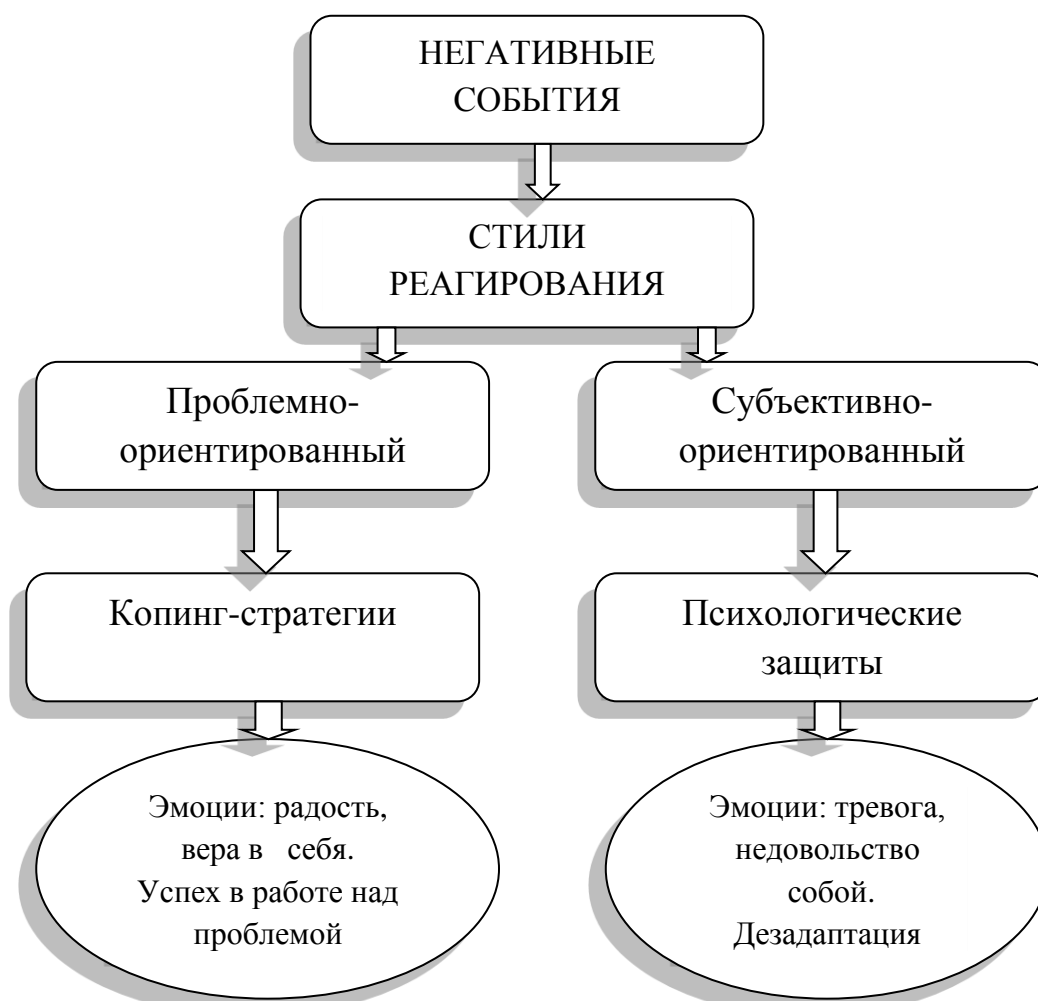 НЕГАТИВНЫЕ
СОБЫТИЯ
СТИЛИ
РЕАГИРОВАНИЯ
Проблемно-
ориентированный
Субъективно-
ориентированный
Копинг-стратегии
Психологические
защиты
Эмоции: радость,
вера в себя.
Успех в работе над
проблемой
Эмоции: тревога,
недовольство
собой.
Дезадаптация